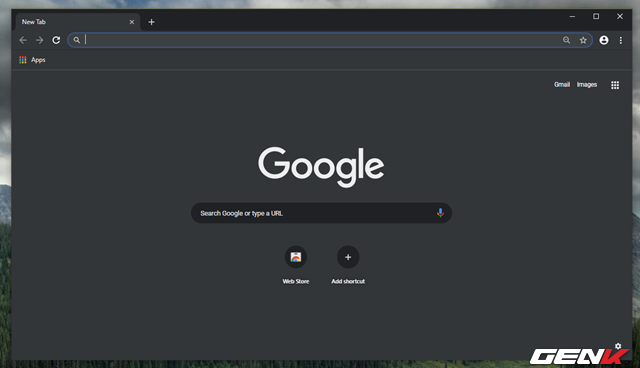 New Tab
Apps
Gmail Images
Google
Search Google or type a URL
Web Store Add shortcut
GENK